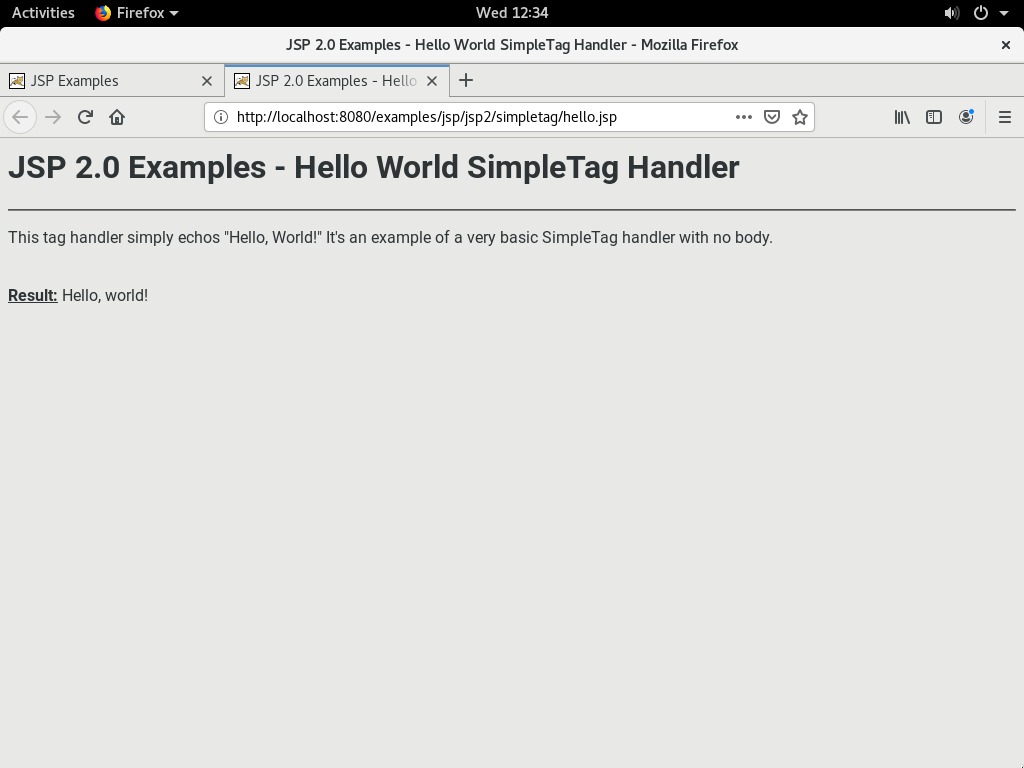 Activities Firefox Wed 12:34
JSP 2.0 Examples - Hello World SimpleTag Handler - Mozilla Firefox
JSP Examples JSP 2.0 Examples - Hello
http://localhost:8080/examples/jsp/jsp2/simpletag/hello.jsp
JSP 2.0 Examples - Hello World SimpleTag Handler
This tag handler simply echos "Hello, World!" It's an example of a very basic SimpleTag handler with no body.
Result: Hello, world!